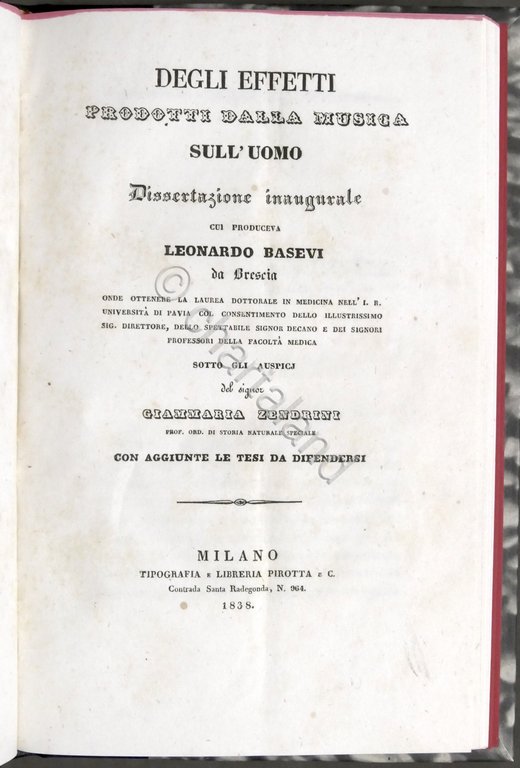 DEGLI EFFETTI
PRODOTTI DALLA MUSICA
SULL'UOMO
Dissertazione inaugurale
CUI PRODUCEVA
LEONARDO BASEVI
da Brescia
ONDE OTTENERE LA LAUREA DOTTORALE IN MEDICINA NELL' I. R.
UNIVERSITÀ DI PAVIA COL CONSENTIMENTO DELLO ILLUSTRISSIMO
SIG. DIRETTORE, DELLO SPETTABILE SIGNOR DECANO E DEI SIGNORI
PROFESSORI DELLA FACOLTÀ MEDICA
SOTTO GLI AUSPICJ
del signor
GIAMMARIA ZENDRINI
PROF. ORD. DI STORIA NATURALE SPECIALE
CON AGGIUNTE LE TESI DA DIFENDERSI
MILANO
TIPOGRAFIA E LIBRERIA PIROTTA E C.
Contrada Santa Radegonda, N. 964.
1838.
© Chartaland